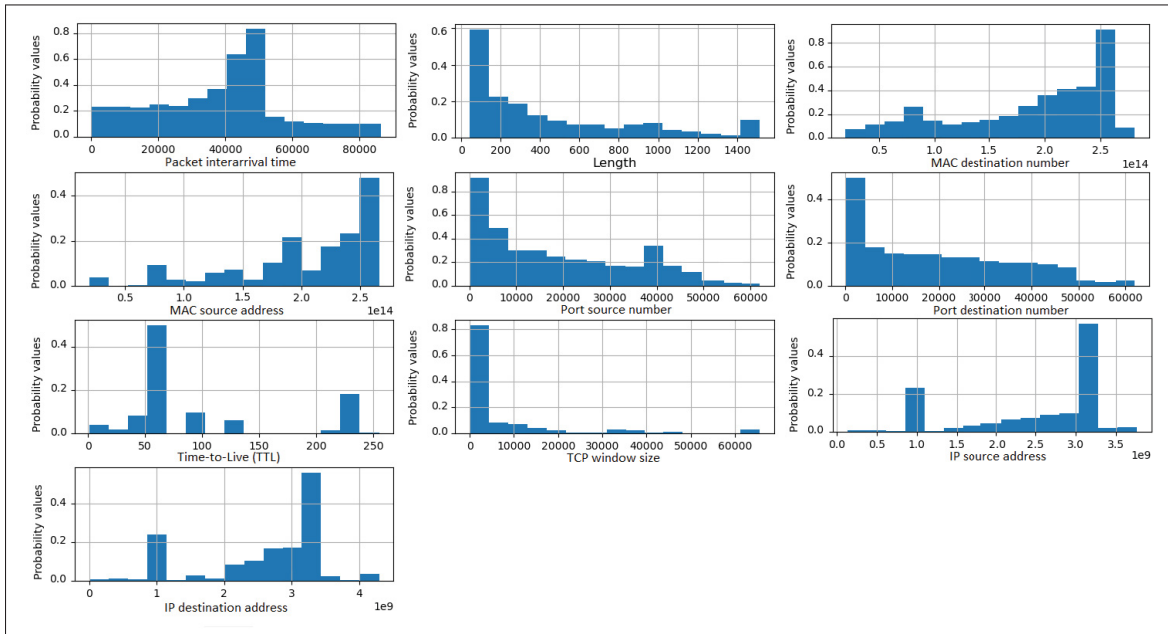 Probability values
0.8
0.6
0.4
0.2
0.0
0 20000 40000 60000 80000
Packet interarrival time
Probability values
0.6
0.4
0.2
0.0
0 200 400 600 800 1000 1200 1400
Length
Probability values
0.8
0.6
0.4
0.2
0.0
0.5 1.0 1.5 2.0 2.5
MAC destination number 1e14
Probability values
0.4
0.2
0.0
0.5 1.0 1.5 2.0 2.5
MAC source address 1e14
Probability values
0.8
0.6
0.4
0.2
0.0
0 10000 20000 30000 40000 50000 60000
Port source number
Probability values
0.4
0.2
0.0
0 10000 20000 30000 40000 50000 60000
Port destination number
Probability values
0.4
0.2
0.0
0 50 100 150 200 250
Time-to-Live (TTL)
Probability values
0.8
0.6
0.4
0.2
0.0
0 10000 20000 30000 40000 50000 60000
TCP window size
Probability values
0.4
0.2
0.0
0.0 0.5 1.0 1.5 2.0 2.5 3.0 3.5
IP source address 1e9
Probability values
0.4
0.2
0.0
0 1 2 3 4
IP destination address 1e9